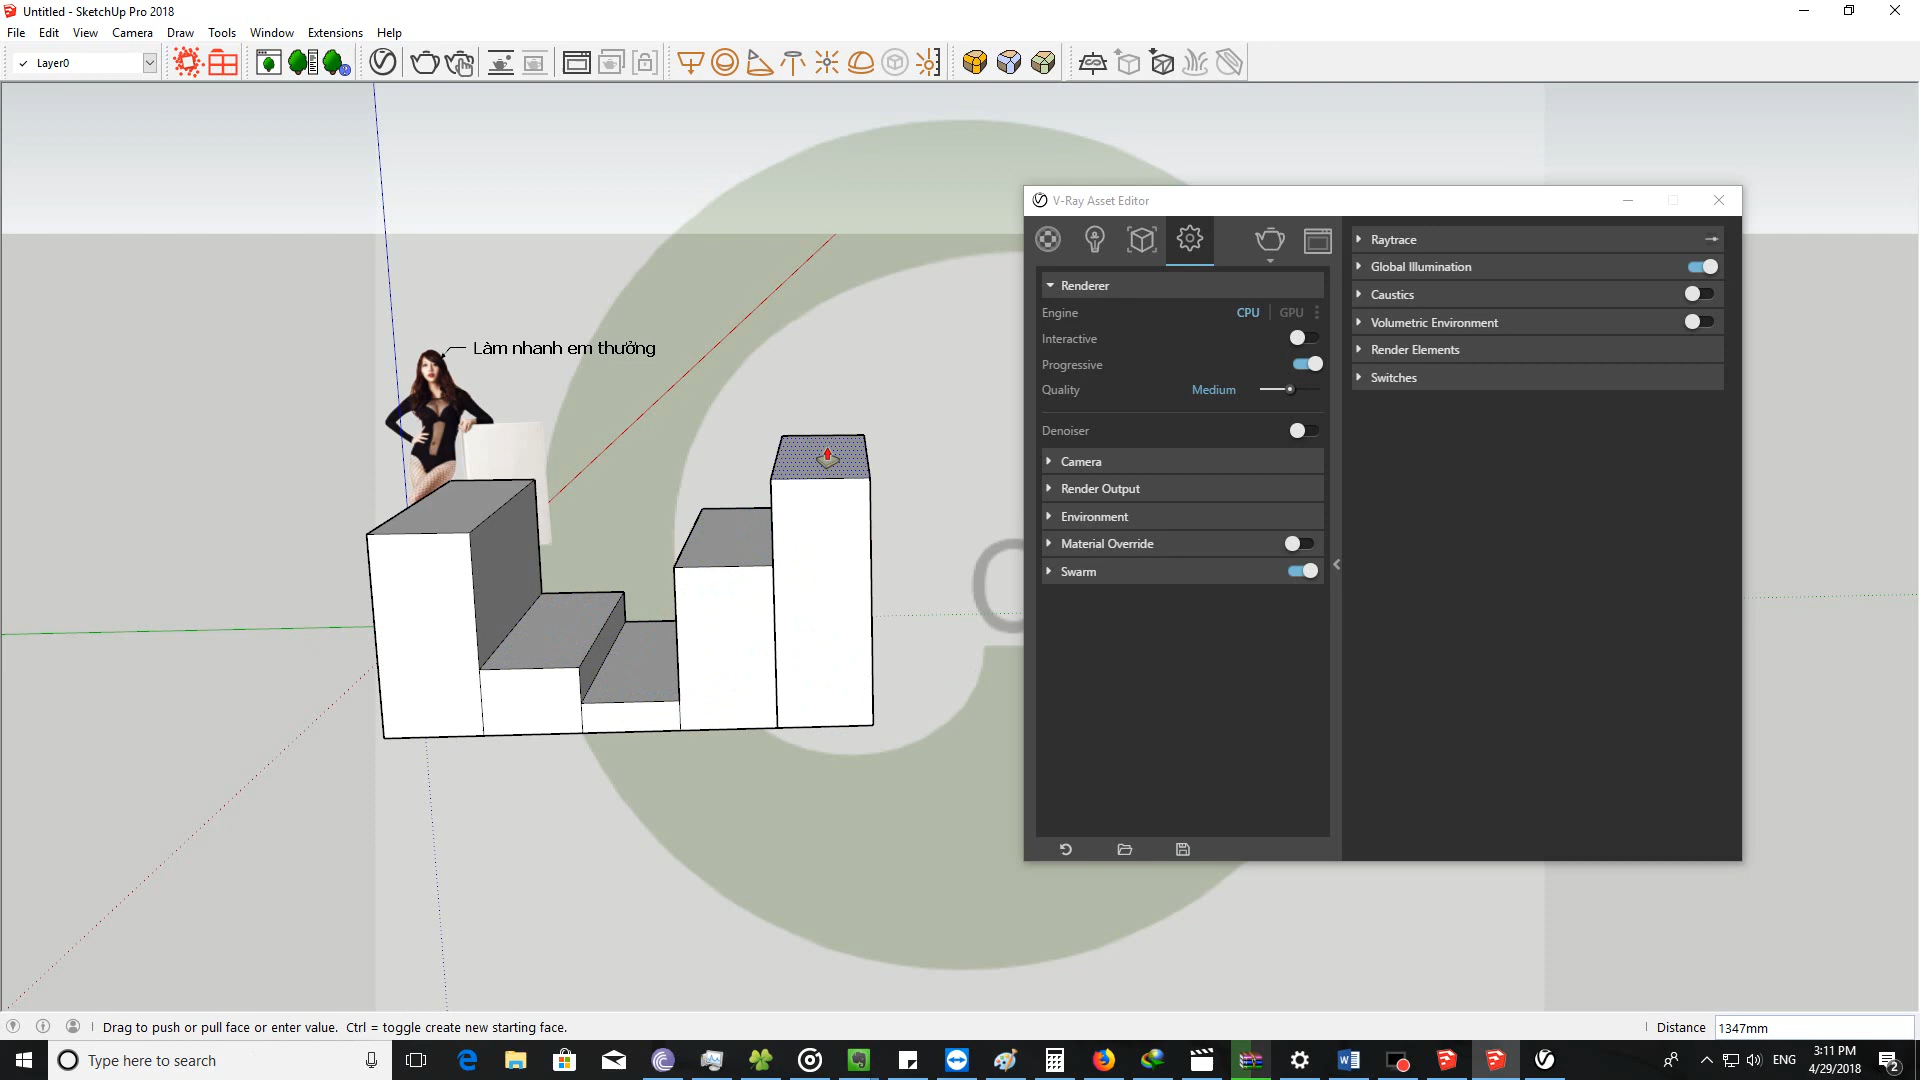 Untitled - SketchUp Pro 2018
File Edit View Camera Draw Tools Window Extensions Help
Layer0
V-Ray Asset Editor
Renderer
Engine CPU GPU
Interactive
Progressive
Quality Medium
Denoiser
Camera
Render Output
Environment
Material Override
Swarm
Raytrace
Global Illumination
Caustics
Volumetric Environment
Render Elements
Switches
Làm nhanh em thưởng
Drag to push or pull face or enter value. Ctrl = toggle create new starting face.
Distance 1347mm
Type here to search
ENG
3:11 PM
4/29/2018
2